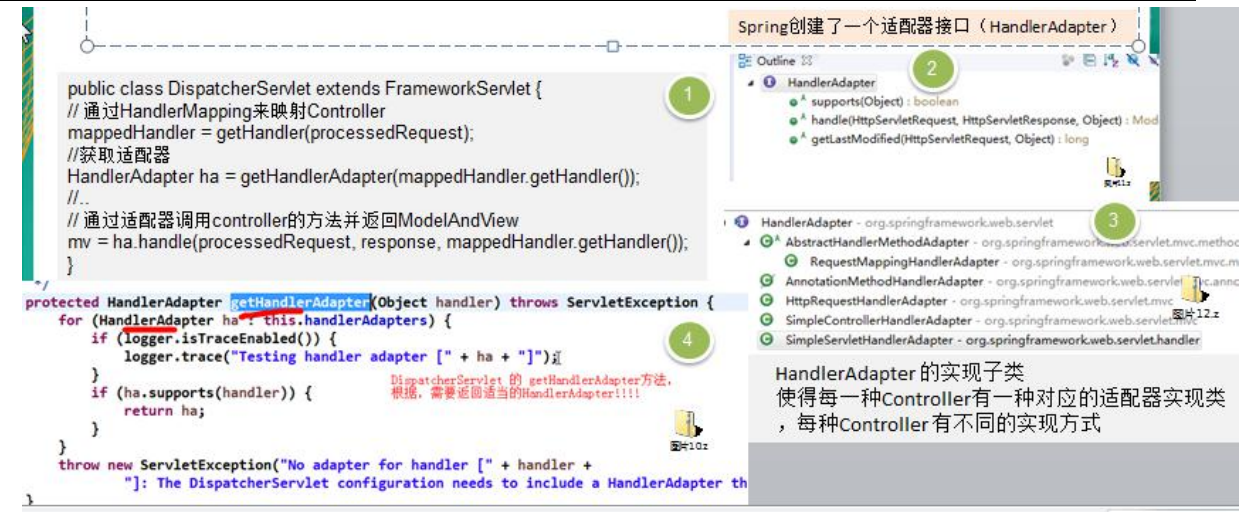 Spring创建了一个适配器接口（HandlerAdapter）
public class DispatcherServlet extends FrameworkServlet {
// 通过HandlerMapping来映射Controller
mappedHandler = getHandler(processedRequest);
//获取适配器
HandlerAdapter ha = getHandlerAdapter(mappedHandler.getHandler());
//..
// 通过适配器调用controller的方法并返回ModelAndView
mv = ha.handle(processedRequest, response, mappedHandler.getHandler());
}
1
Outline
2
HandlerAdapter
supports(Object) : boolean
handle(HttpServletRequest, HttpServletResponse, Object) : Mod
getLastModified(HttpServletRequest, Object) : long
3
HandlerAdapter - org.springframework.web.servlet
AbstractHandlerMethodAdapter - org.springframework.web.servlet.mvc.method
RequestMappingHandlerAdapter - org.springframework.web.servlet.mvc.m
AnnotationMethodHandlerAdapter - org.springframework.web.servlet.mvc.anno
HttpRequestHandlerAdapter - org.springframework.web.servlet.mvc
SimpleControllerHandlerAdapter - org.springframework.web.servlet.mvc
SimpleServletHandlerAdapter - org.springframework.web.servlet.handler
图片12.z
HandlerAdapter 的实现子类
使得每一种Controller有一种对应的适配器实现类
，每种Controller有不同的实现方式
*/
protected HandlerAdapter getHandlerAdapter(Object handler) throws ServletException {
for (HandlerAdapter ha : this.handlerAdapters) {
if (logger.isTraceEnabled()) {
logger.trace("Testing handler adapter [" + ha + "]");
}
if (ha.supports(handler)) {
return ha;
}
}
throw new ServletException("No adapter for handler [" + handler +
"]: The DispatcherServlet configuration needs to include a HandlerAdapter th
}
4
DispatcherServlet 的 getHandlerAdapter方法，
根据，需要返回适当的HandlerAdapter!!!!
图片10.z